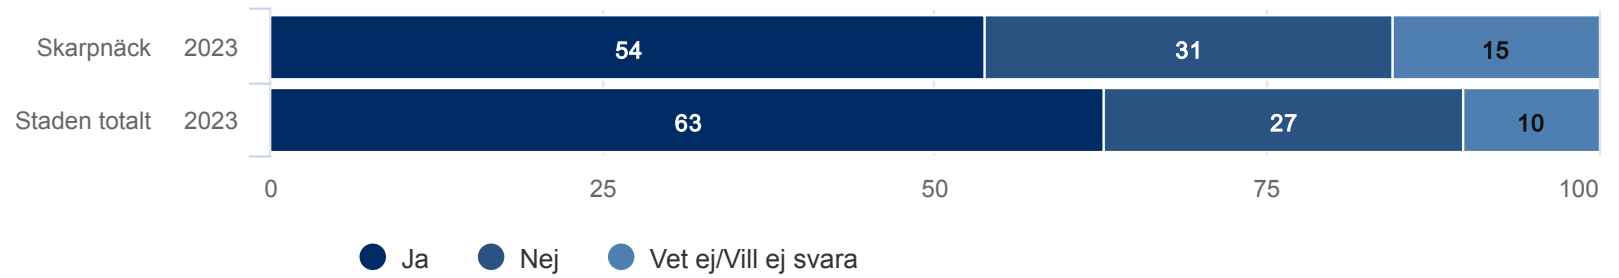 Skarpnäck 2023 54 31 15
Staden totalt 2023 63 27 10
0 25 50 75 100
Ja Nej Vet ej/Vill ej svara